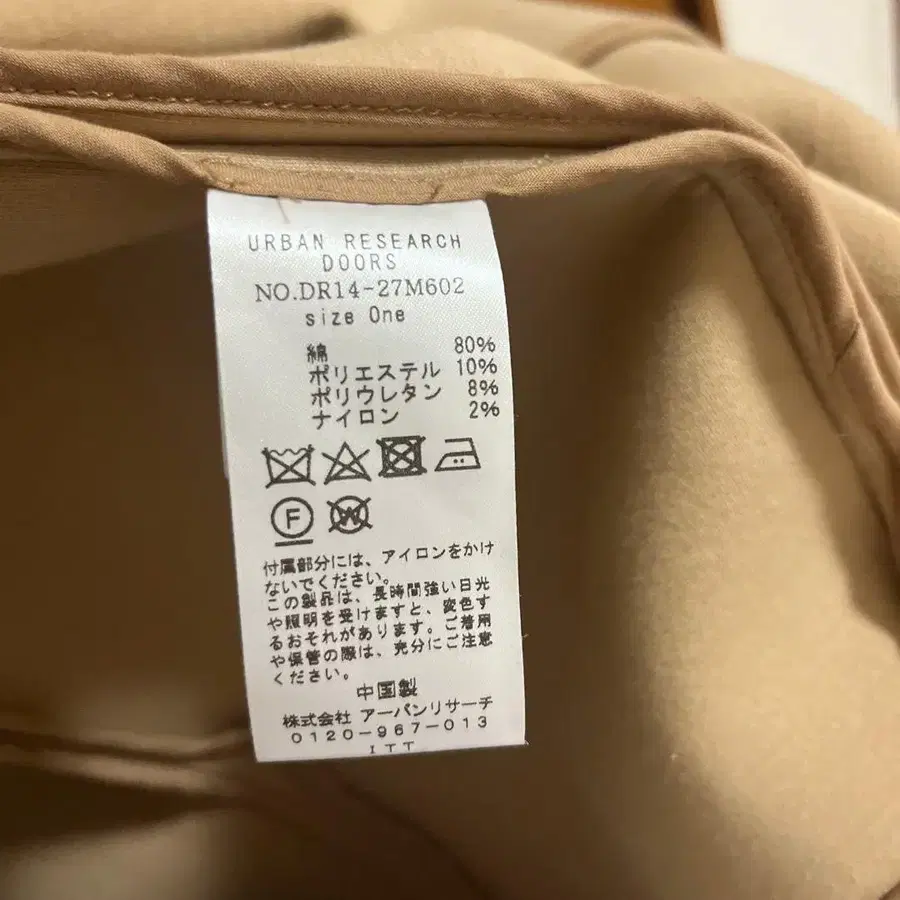 URBAN RESEARCH
DOORS
NO.DR14-27M602
size One
綿 80%
ポリエステル 10%
ポリウレタン 8%
ナイロン 2%
F W
付属部分には、アイロンをかけ
ないでください。
この製品は、長時間強い日光
や照明を受けますと、変色す
るおそれがあります。ご着用
や保管の際は、充分にご注意
ください。
中国製
株式会社 アーバンリサーチ
0120-967-013
ITT